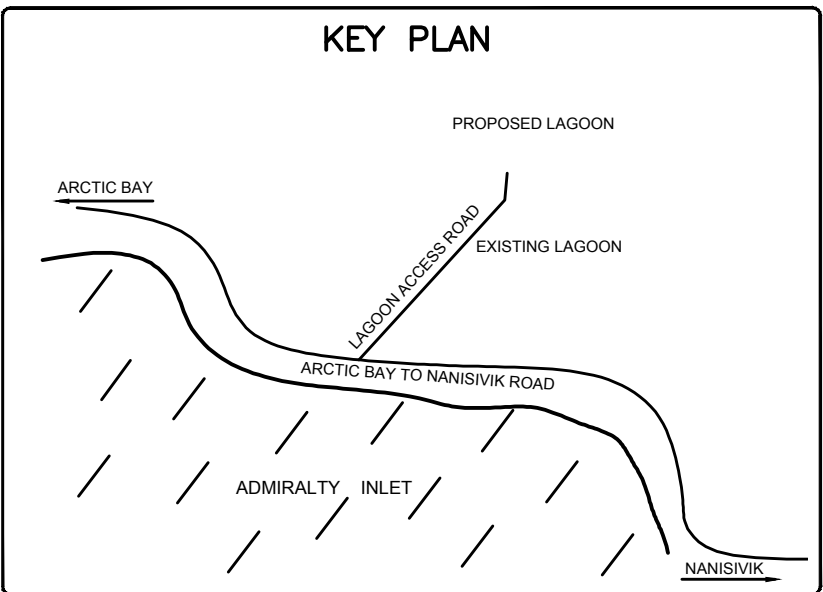 KEY PLAN
PROPOSED LAGOON
ARCTIC BAY
LAGOON ACCESS ROAD
EXISTING LAGOON
ARCTIC BAY TO NANISIVIK ROAD
ADMIRALTY INLET
NANISIVIK